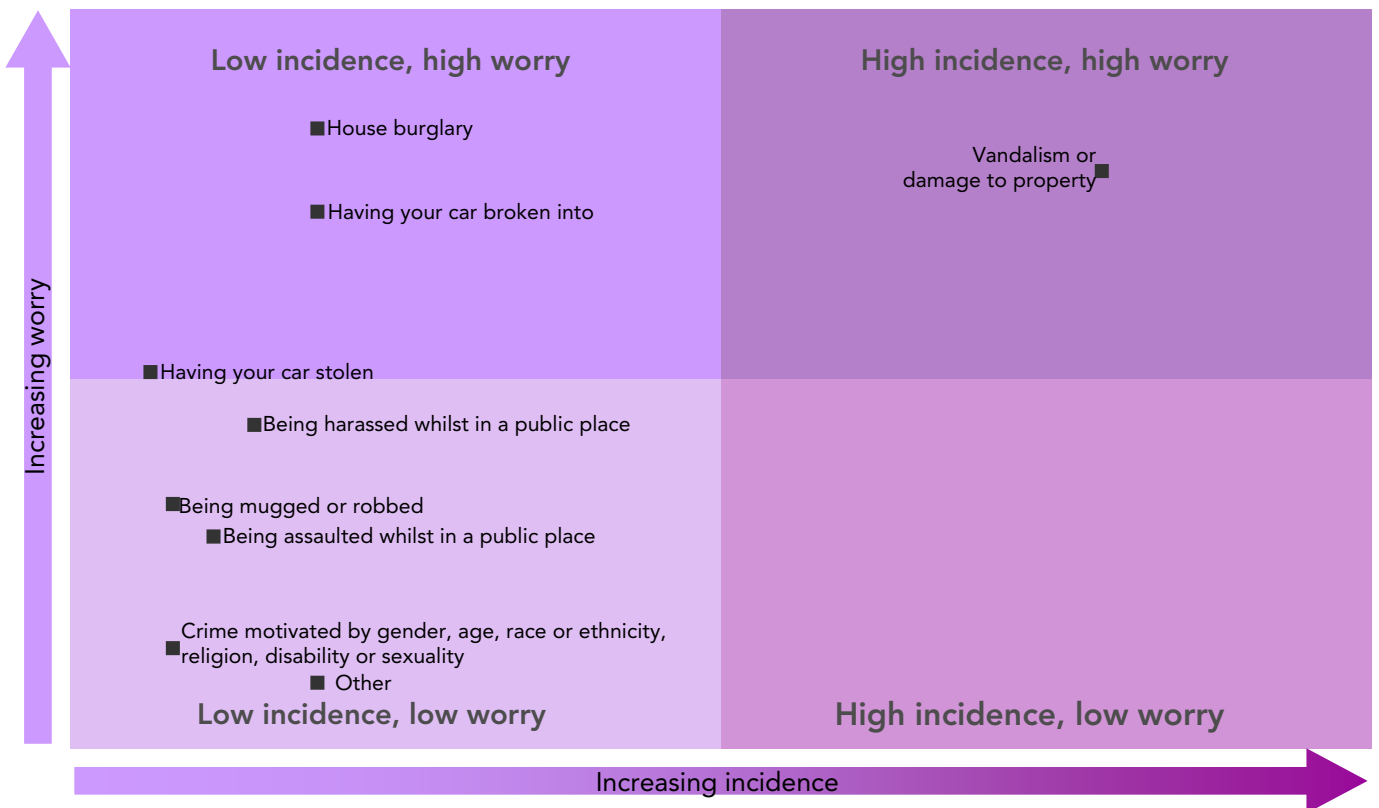 Low incidence, high worry
High incidence, high worry
House burglary
Vandalism or
damage to property
Having your car broken into
Increasing worry
Having your car stolen
Being harassed whilst in a public place
Being mugged or robbed
Being assaulted whilst in a public place
Crime motivated by gender, age, race or ethnicity,
religion, disability or sexuality
Other
Low incidence, low worry
High incidence, low worry
Increasing incidence